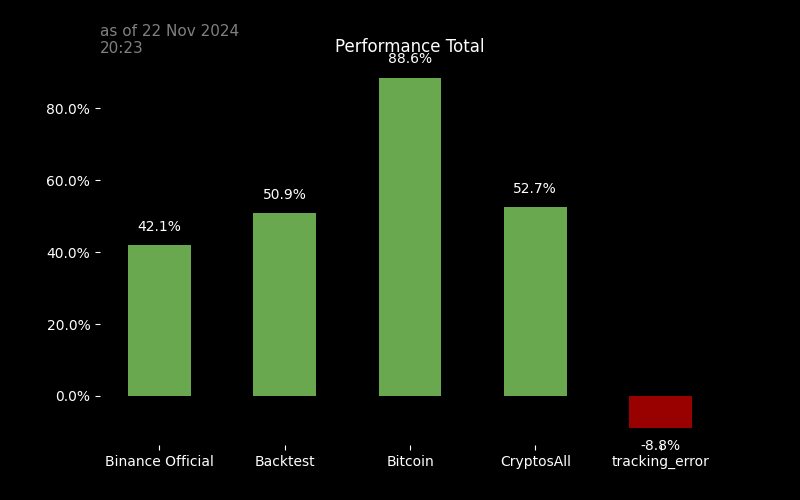 as of 22 Nov 2024
20:23
Performance Total
88.6%
80.0%
60.0%
52.7%
50.9%
42.1%
40.0%
20.0%
0.0%
-8.8%
Binance Official
Backtest
Bitcoin
CryptosAll
tracking_error